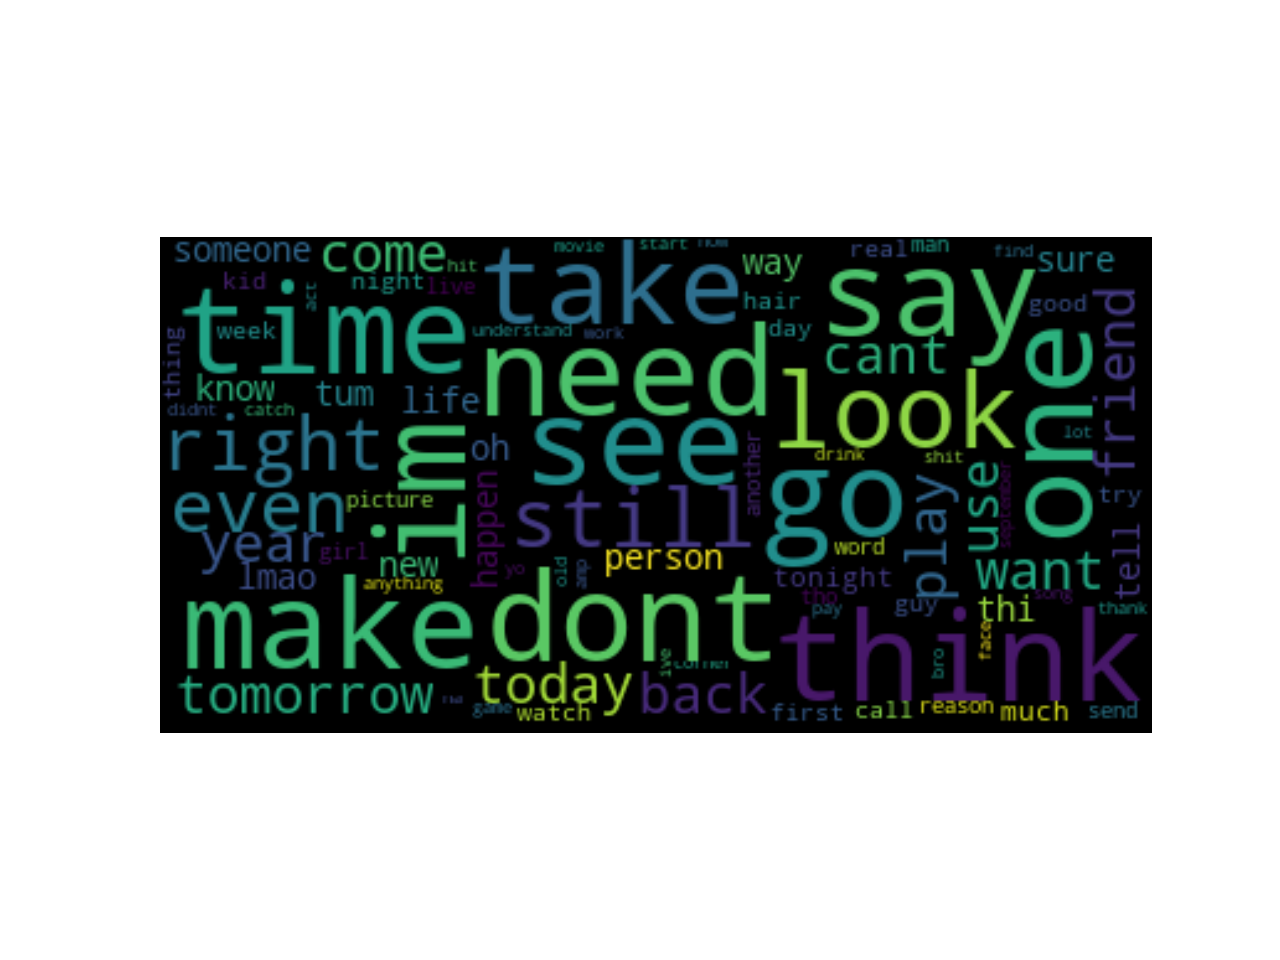 someone
come
hit
movie
start
now
take
way
real
man
find
sure
kid
act
night
live
time
week
understand
work
hair
day
say
good
one
friend
thing
know
tum
life
need
cant
didnt
catch
right
im
oh
see
look
lot
drink
shit
another
still
go
use
september
try
even
picture
happen
year
girl
new
lmao
anything
yo
old
amp
person
word
play
tonight
want
tell
tho
pay
guy
thi
song
thank
make
dont
ive
corner
think
face
bro
tomorrow
today
back
game
watch
first
call
reason
much
send